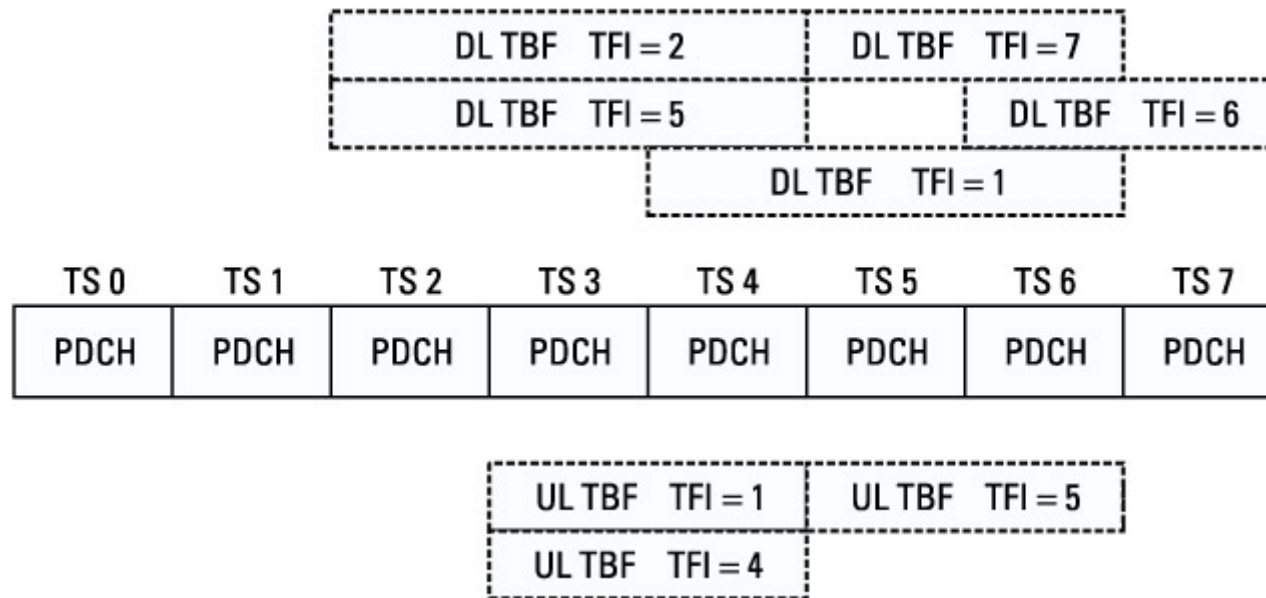 DL TBF TFI = 2 DL TBF TFI = 7
DL TBF TFI = 5 DL TBF TFI = 6
DL TBF TFI = 1
TS 0 TS 1 TS 2 TS 3 TS 4 TS 5 TS 6 TS 7
PDCH PDCH PDCH PDCH PDCH PDCH PDCH PDCH
UL TBF TFI = 1 UL TBF TFI = 5
UL TBF TFI = 4